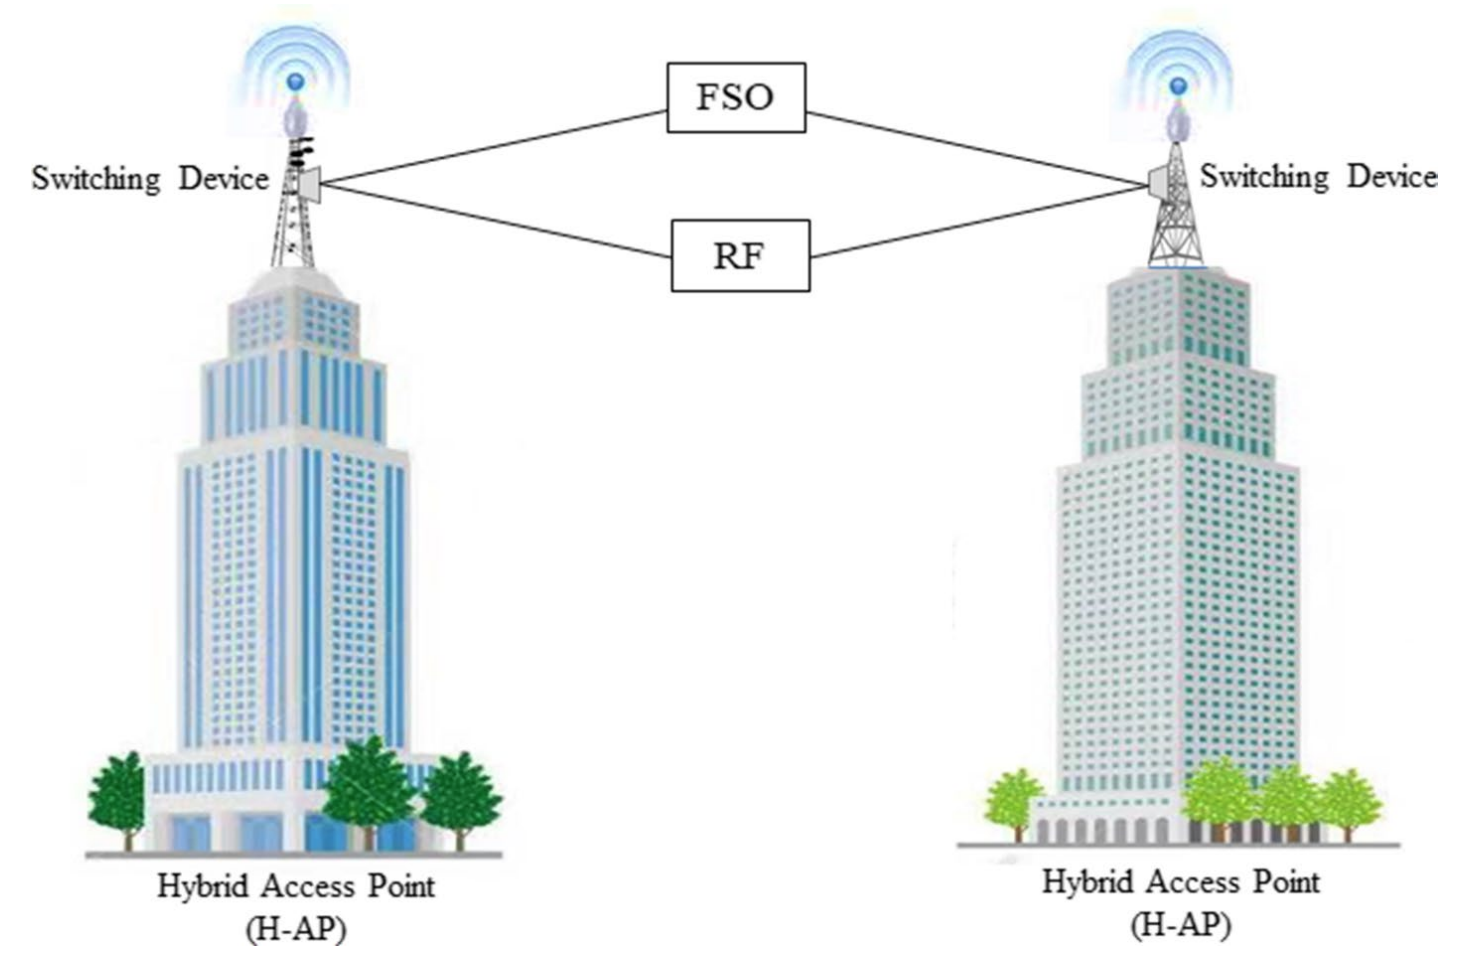 FSO
Switching Device
Switching Device
RF
Hybrid Access Point
(H-AP)
Hybrid Access Point
(H-AP)